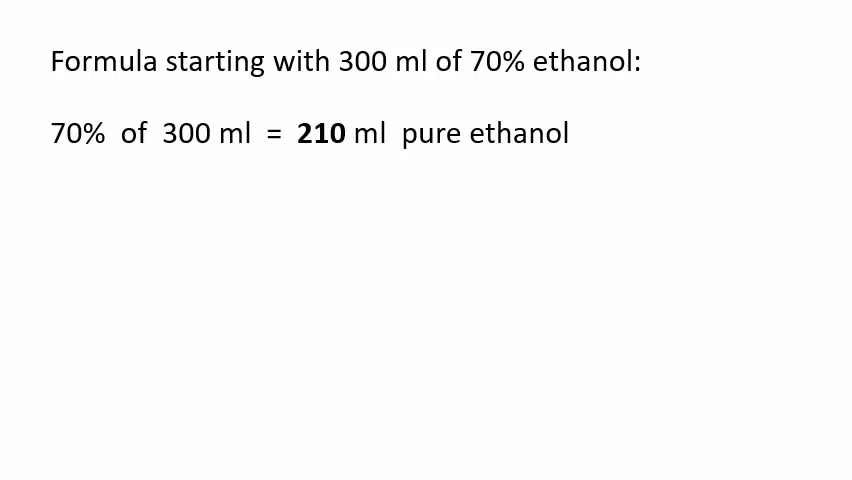 Formula starting with 300 ml of 70% ethanol:
70% of 300 ml = 210 ml pure ethanol